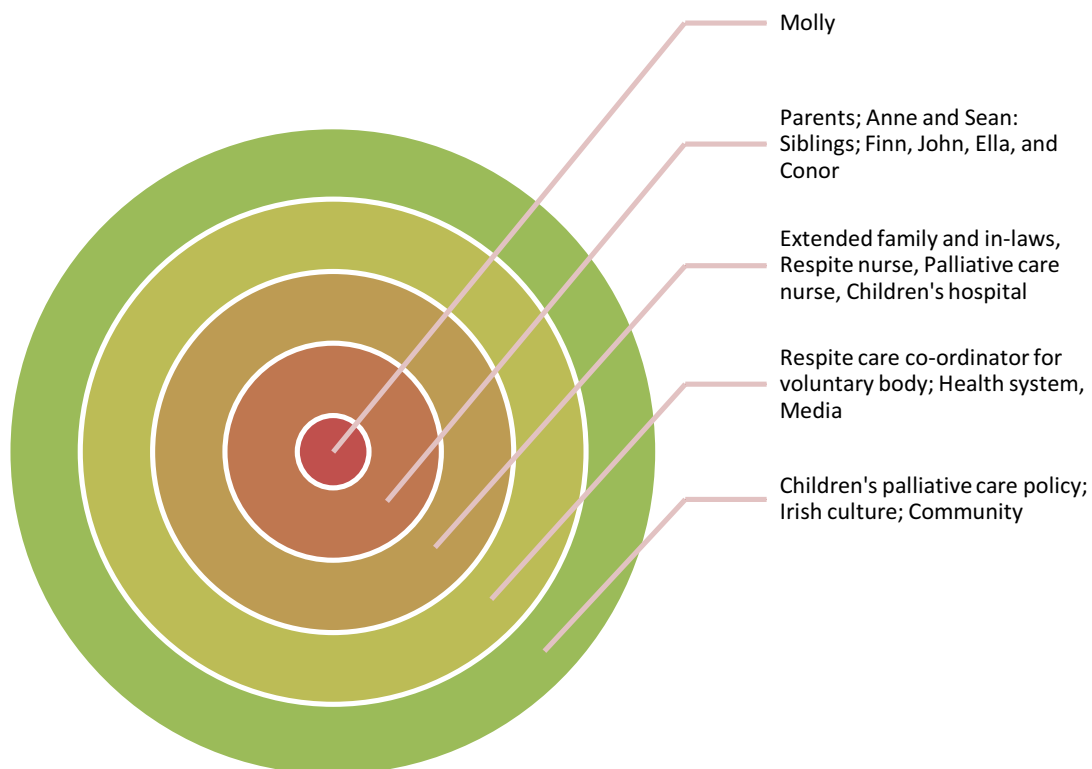 Molly
Parents; Anne and Sean:
Siblings; Finn, John, Ella, and
Conor
Extended family and in-laws,
Respite nurse, Palliative care
nurse, Children's hospital
Respite care co-ordinator for
voluntary body; Health system,
Media
Children's palliative care policy;
Irish culture; Community